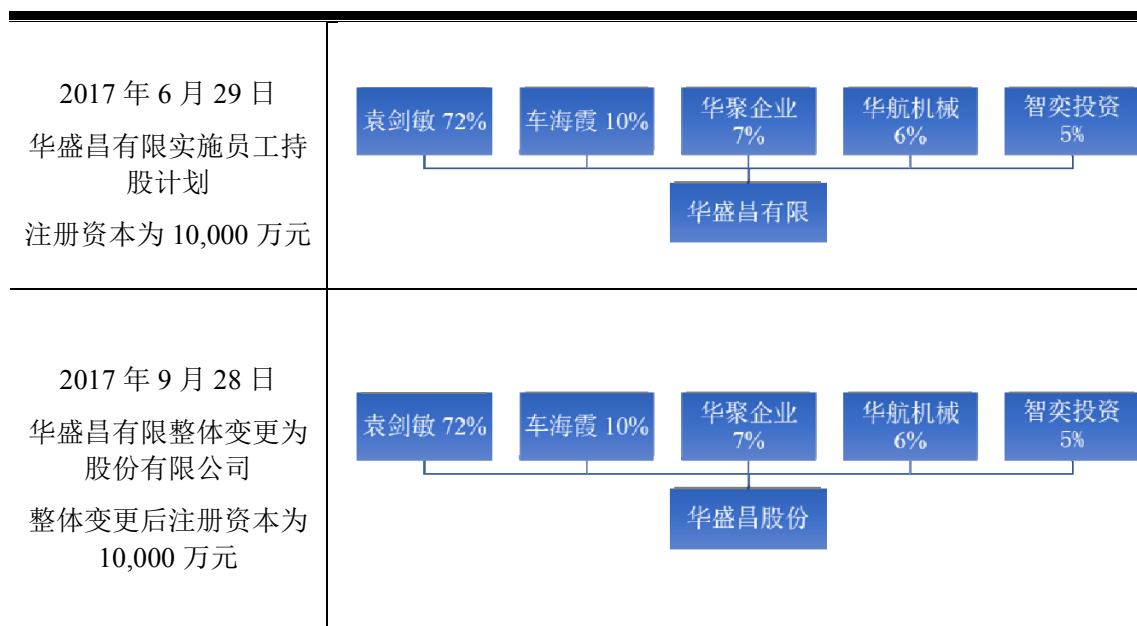 2017 年 6 月 29 日
华盛昌有限实施员工持
股计划
注册资本为 10,000 万元
袁剑敏 72%
车海霞 10%
华聚企业
7%
华航机械
6%
智奕投资
5%
华盛昌有限
2017 年 9 月 28 日
华盛昌有限整体变更为
股份有限公司
整体变更后注册资本为
10,000 万元
袁剑敏 72%
车海霞 10%
华聚企业
7%
华航机械
6%
智奕投资
5%
华盛昌股份